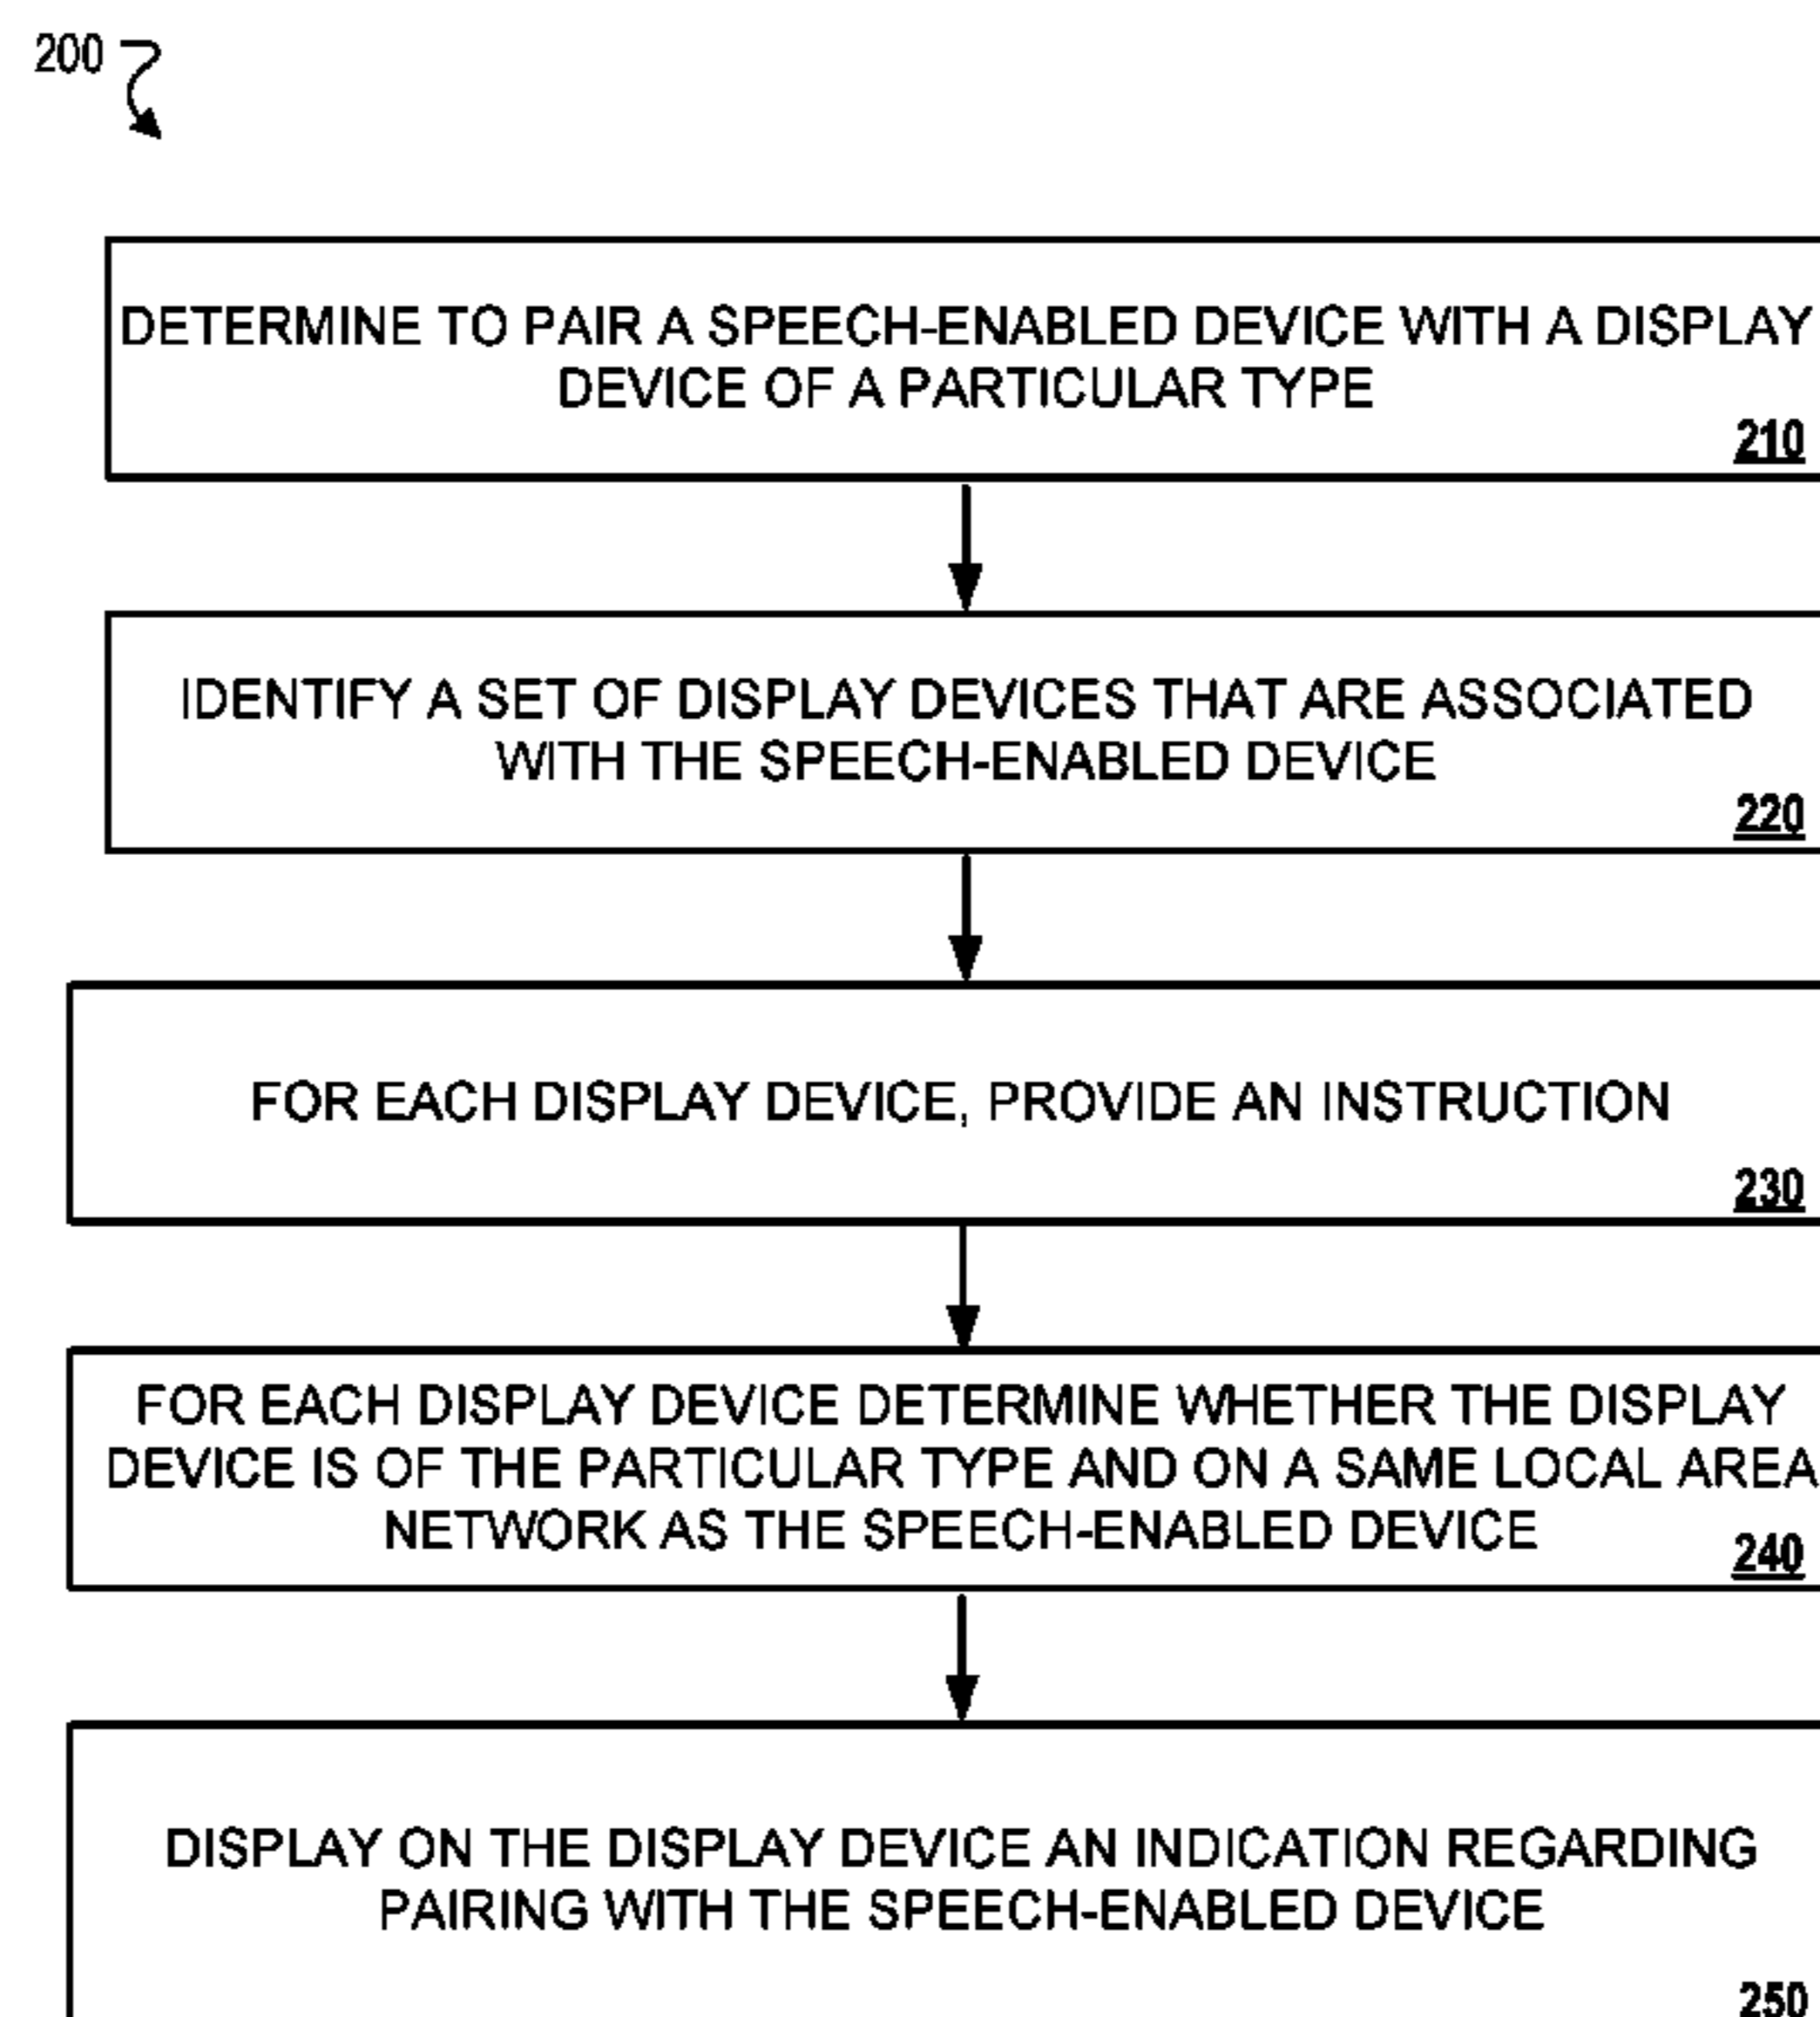 200
DETERMINE TO PAIR A SPEECH-ENABLED DEVICE WITH A DISPLAY
DEVICE OF A PARTICULAR TYPE
210
IDENTIFY A SET OF DISPLAY DEVICES THAT ARE ASSOCIATED
WITH THE SPEECH-ENABLED DEVICE
220
FOR EACH DISPLAY DEVICE, PROVIDE AN INSTRUCTION
230
FOR EACH DISPLAY DEVICE DETERMINE WHETHER THE DISPLAY
DEVICE IS OF THE PARTICULAR TYPE AND ON A SAME LOCAL AREA
NETWORK AS THE SPEECH-ENABLED DEVICE
240
DISPLAY ON THE DISPLAY DEVICE AN INDICATION REGARDING
PAIRING WITH THE SPEECH-ENABLED DEVICE
250